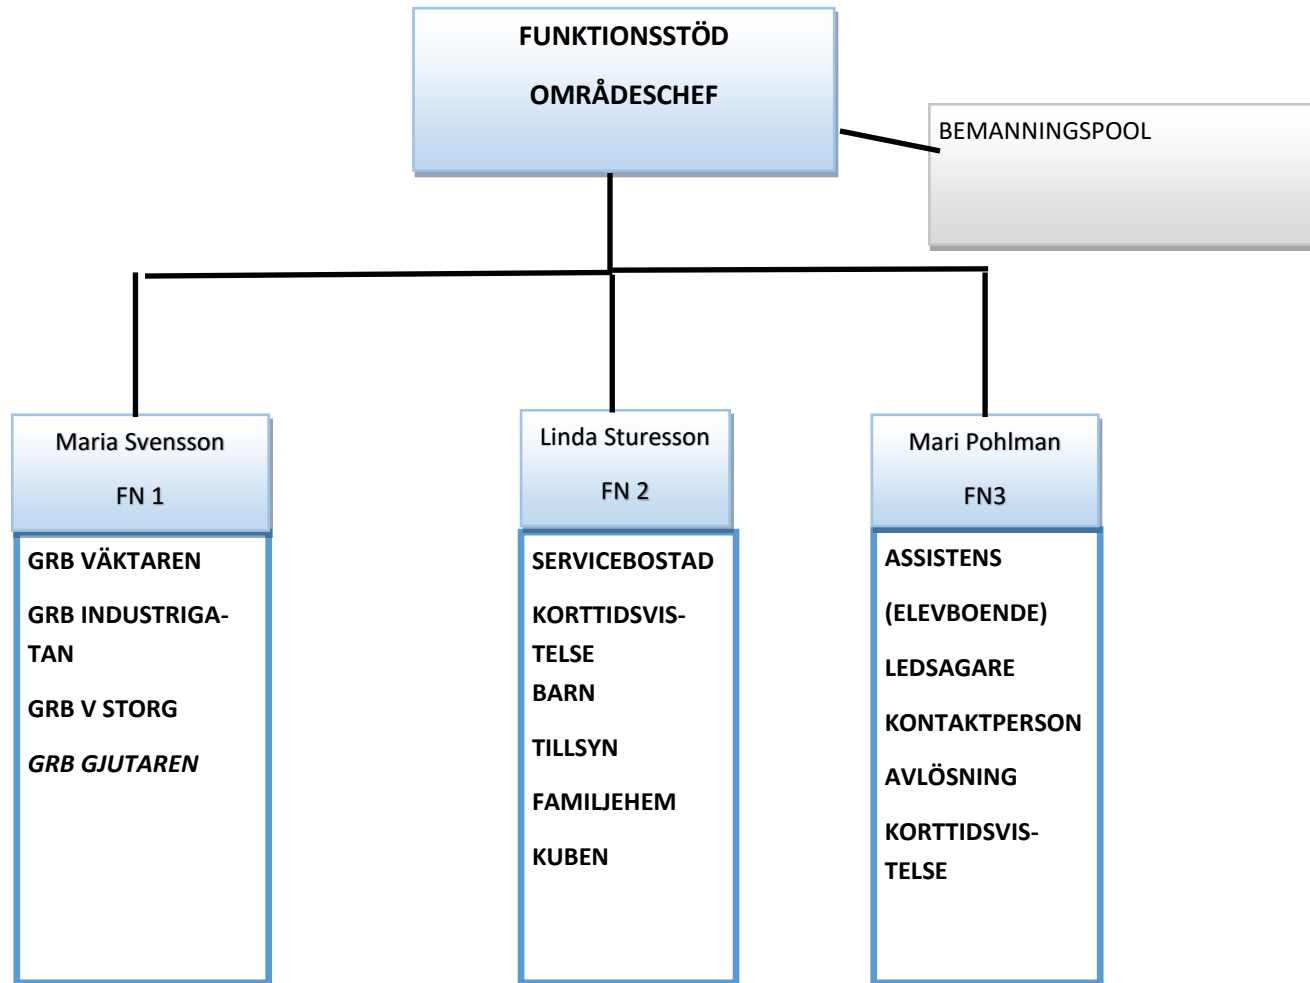 FUNKTIONSSTÖD
OMRÅDESCHEF
BEMANNINGSPOOL
Maria Svensson
FN 1
GRB VÄKTAREN
GRB INDUSTRIGA-
TAN
GRB V STORG
GRB GJUTAREN
Linda Sturesson
FN 2
SERVICEBOSTAD
KORTTIDSVIS-
TELSE
BARN
TILLSYN
FAMILJEHEM
KUBEN
Mari Pohlman
FN3
ASSISTENS
(ELEVBOENDE)
LEDSAGARE
KONTAKTPERSON
AVLÖSNING
KORTTIDSVIS-
TELSE